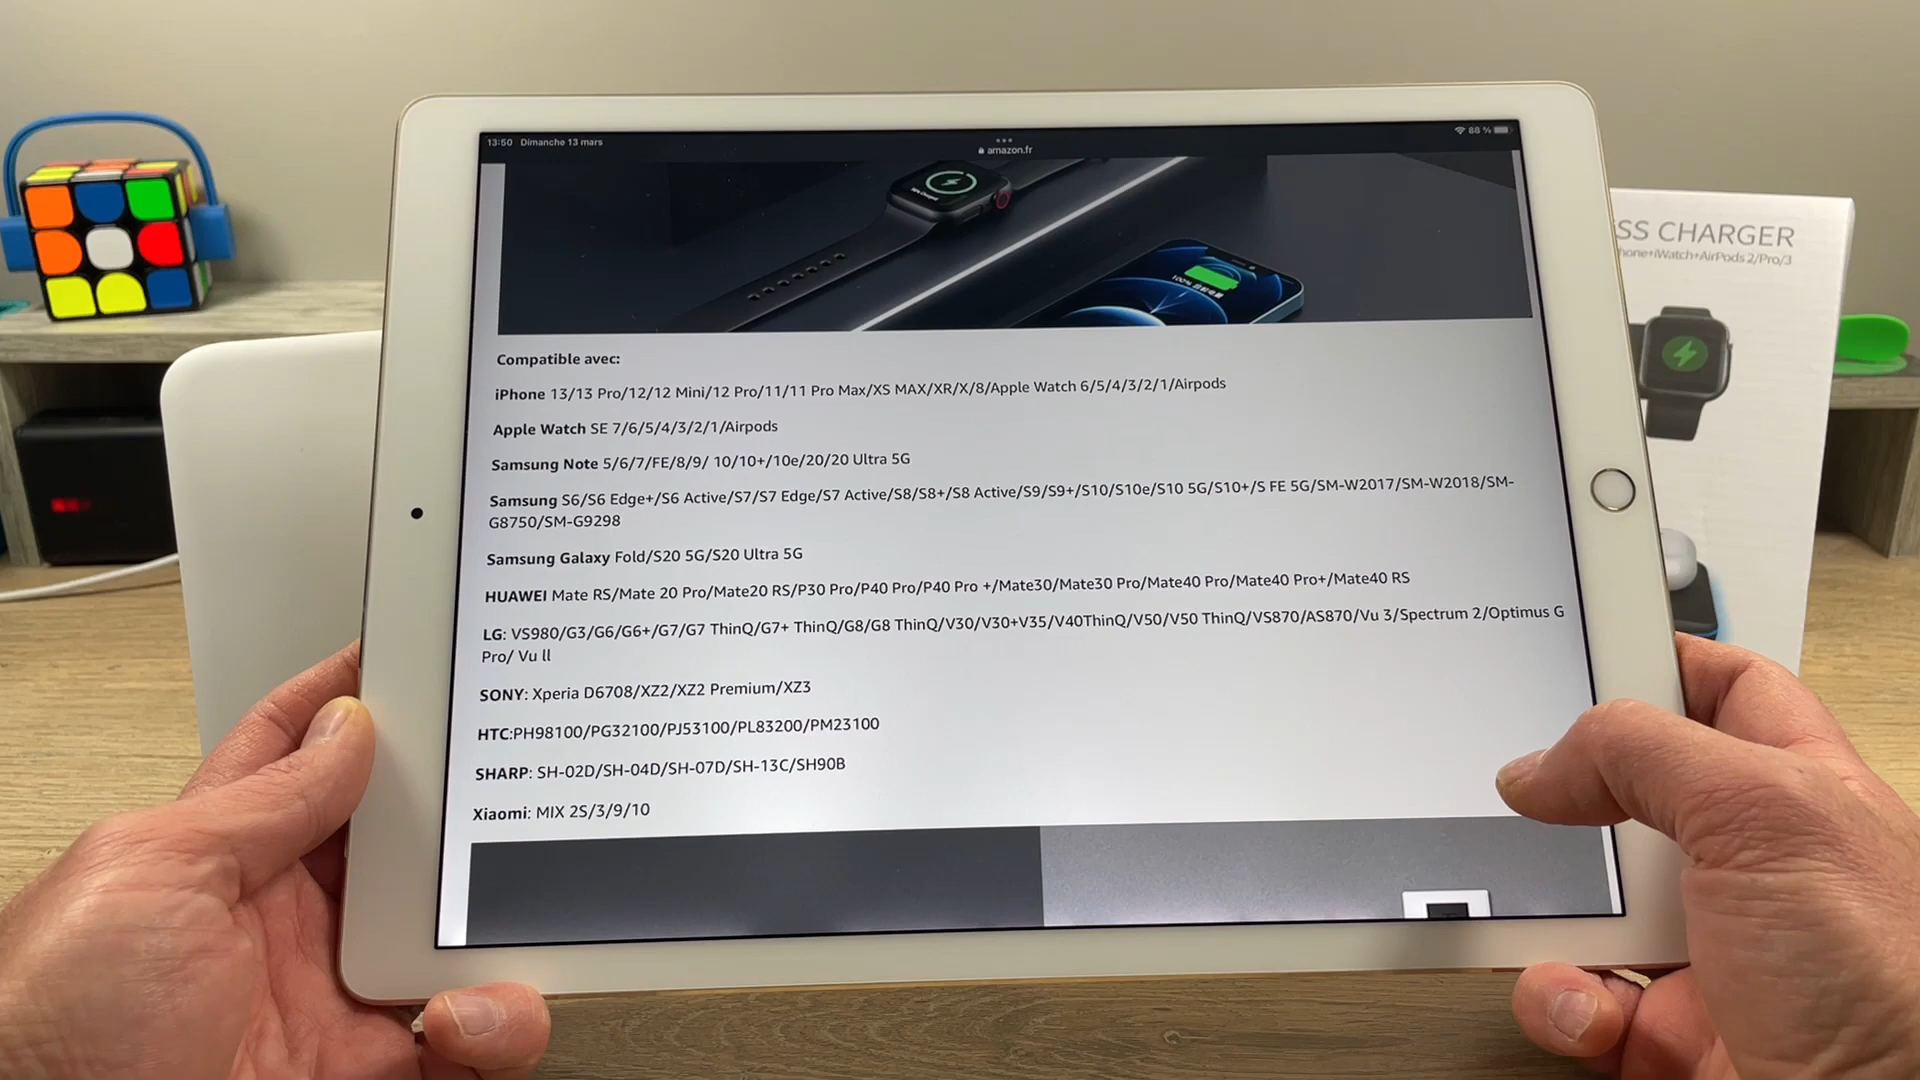 13:50 Dimanche 13 mars
88 %
amazon.fr
Compatible avec:
iPhone 13/13 Pro/12/12 Mini/12 Pro/11/11 Pro Max/XS MAX/XR/X/8/Apple Watch 6/5/4/3/2/1/Airpods
Apple Watch SE 7/6/5/4/3/2/1/Airpods
Samsung Note 5/6/7/FE/8/9/ 10/10+/10e/20/20 Ultra 5G
Samsung S6/S6 Edge+/S6 Active/S7/S7 Edge/S7 Active/S8/S8+/S8 Active/S9/S9+/S10/S10e/S10 5G/S10+/S FE 5G/SM-W2017/SM-W2018/SM-
G8750/SM-G9298
Samsung Galaxy Fold/S20 5G/S20 Ultra 5G
HUAWEI Mate RS/Mate 20 Pro/Mate20 RS/P30 Pro/P40 Pro/P40 Pro +/Mate30/Mate30 Pro/Mate40 Pro/Mate40 Pro+/Mate40 RS
LG: VS980/G3/G6/G6+/G7/G7 ThinQ/G7+ ThinQ/G8/G8 ThinQ/V30/V30+V35/V40ThinQ/V50/V50 ThinQ/VS870/AS870/Vu 3/Spectrum 2/Optimus G
Pro/ Vu ll
SONY: Xperia D6708/XZ2/XZ2 Premium/XZ3
HTC:PH98100/PG32100/PJ53100/PL83200/PM23100
SHARP: SH-02D/SH-04D/SH-07D/SH-13C/SH90B
Xiaomi: MIX 2S/3/9/10
SS CHARGER
hone+iWatch+AirPods 2/Pro/3